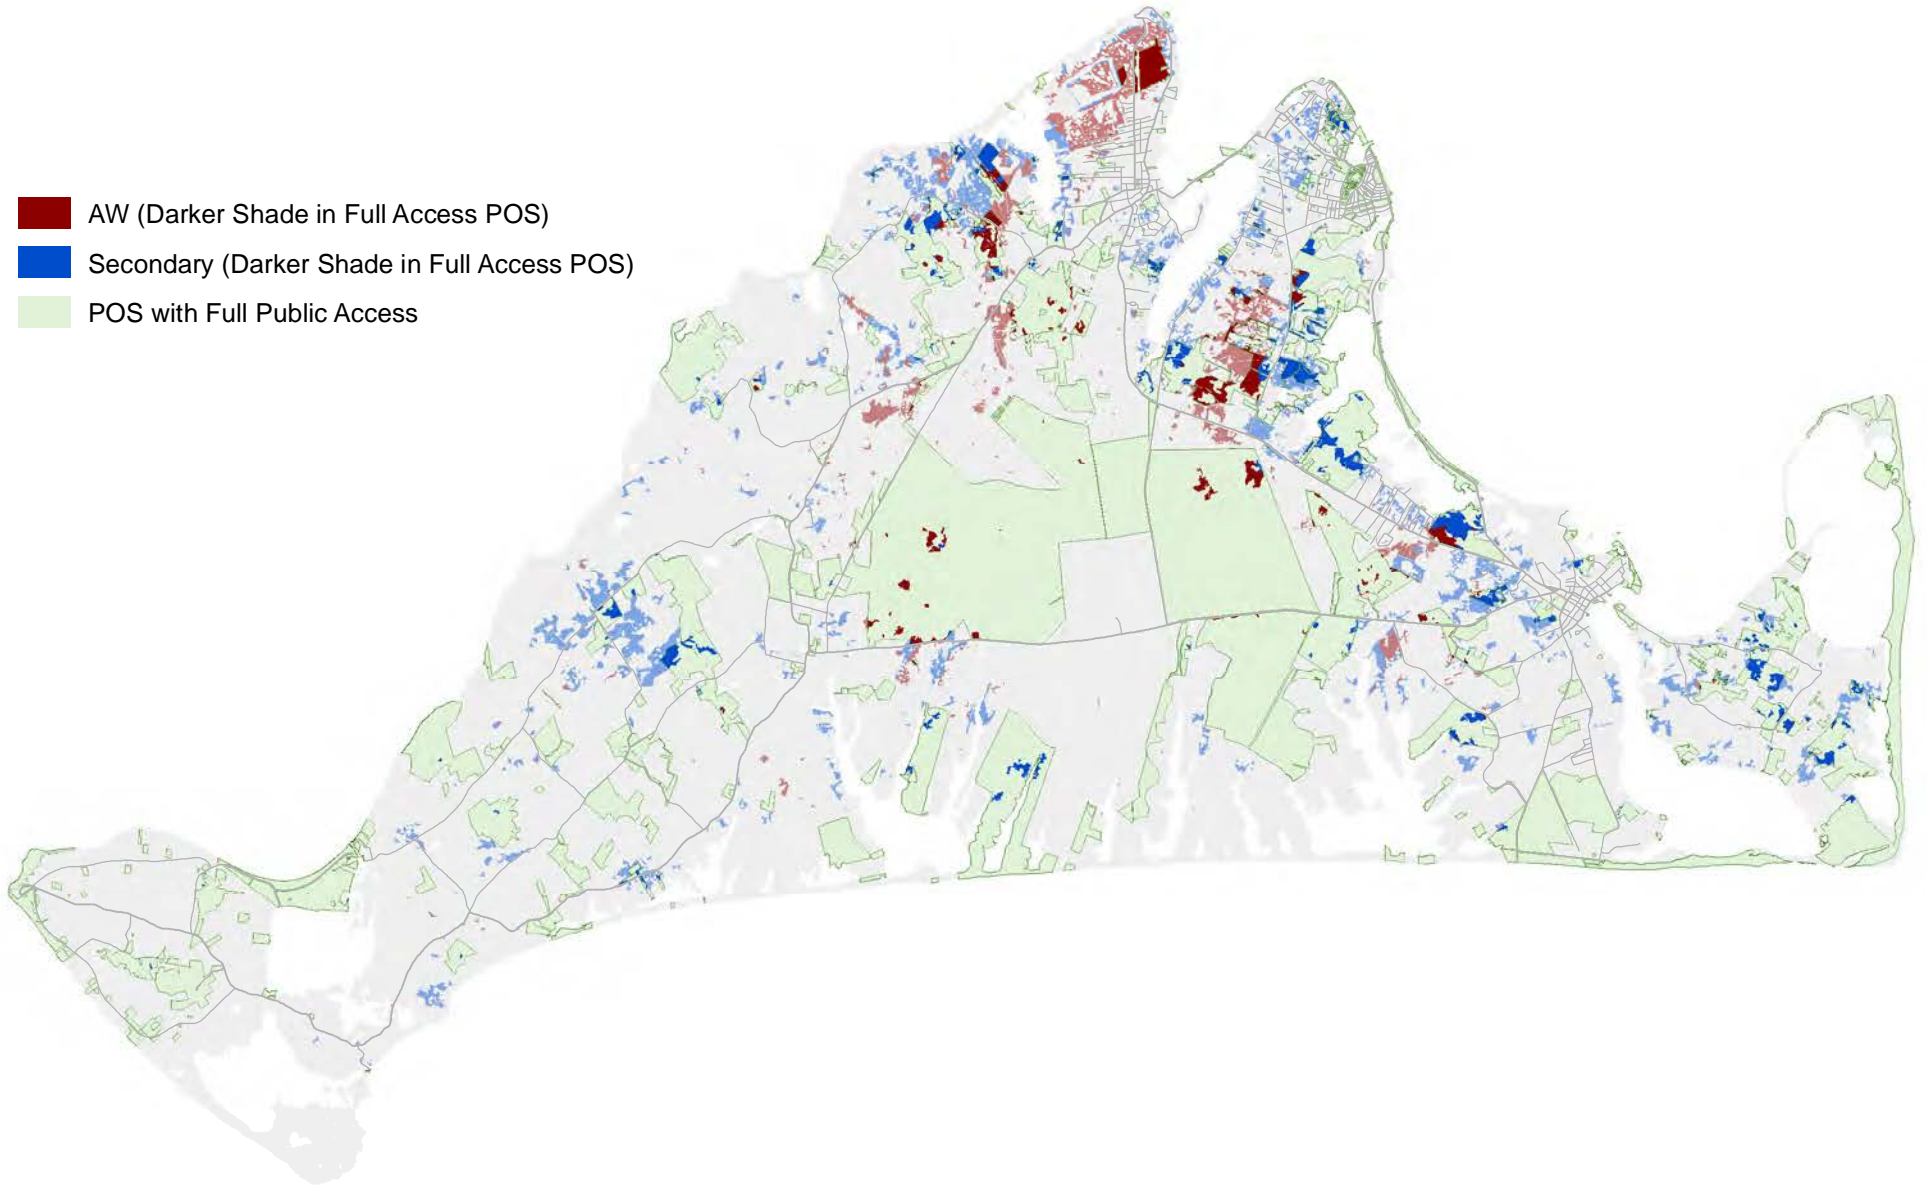 AW (Darker Shade in Full Access POS)
Secondary (Darker Shade in Full Access POS)
POS with Full Public Access